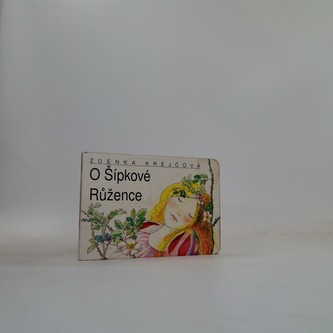 ZDENKA KREJČOVÁ
O Šípkové
Růžence